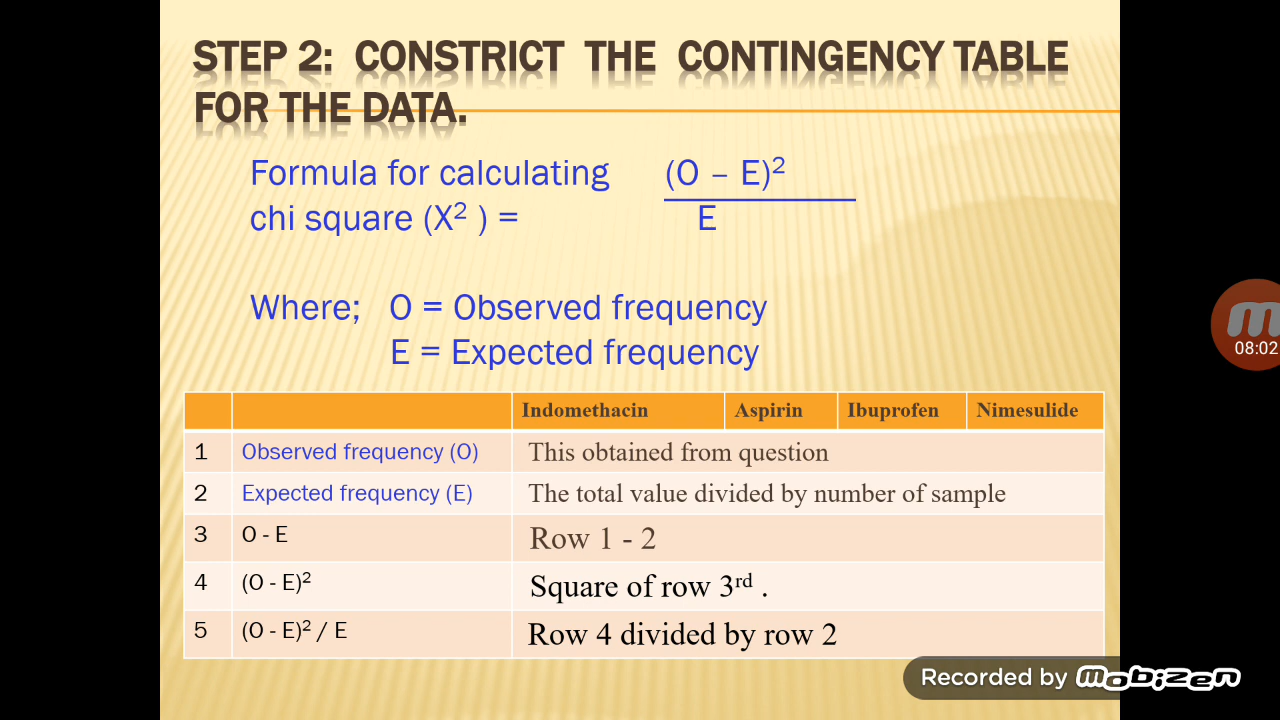 STEP 2: CONSTRICT THE CONTINGENCY TABLE
FOR THE DATA.
Formula for calculating (O – E)²
chi square (X² ) = E
Where; O = Observed frequency
E = Expected frequency
Indomethacin Aspirin Ibuprofen Nimesulide
1 Observed frequency (O) This obtained from question
2 Expected frequency (E) The total value divided by number of sample
3 O - E Row 1 - 2
4 (O - E)² Square of row 3rd .
5 (O - E)² / E Row 4 divided by row 2
08:02
Recorded by mobizen